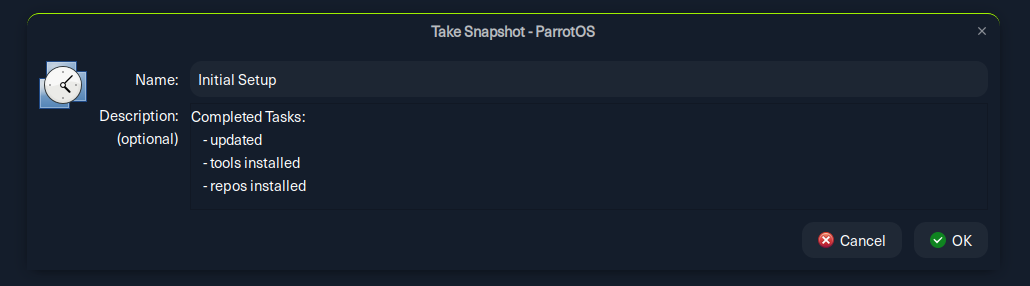 Take Snapshot - ParrotOS
Name: Initial Setup
Description: Completed Tasks:
(optional) - updated
- tools installed
- repos installed
Cancel OK